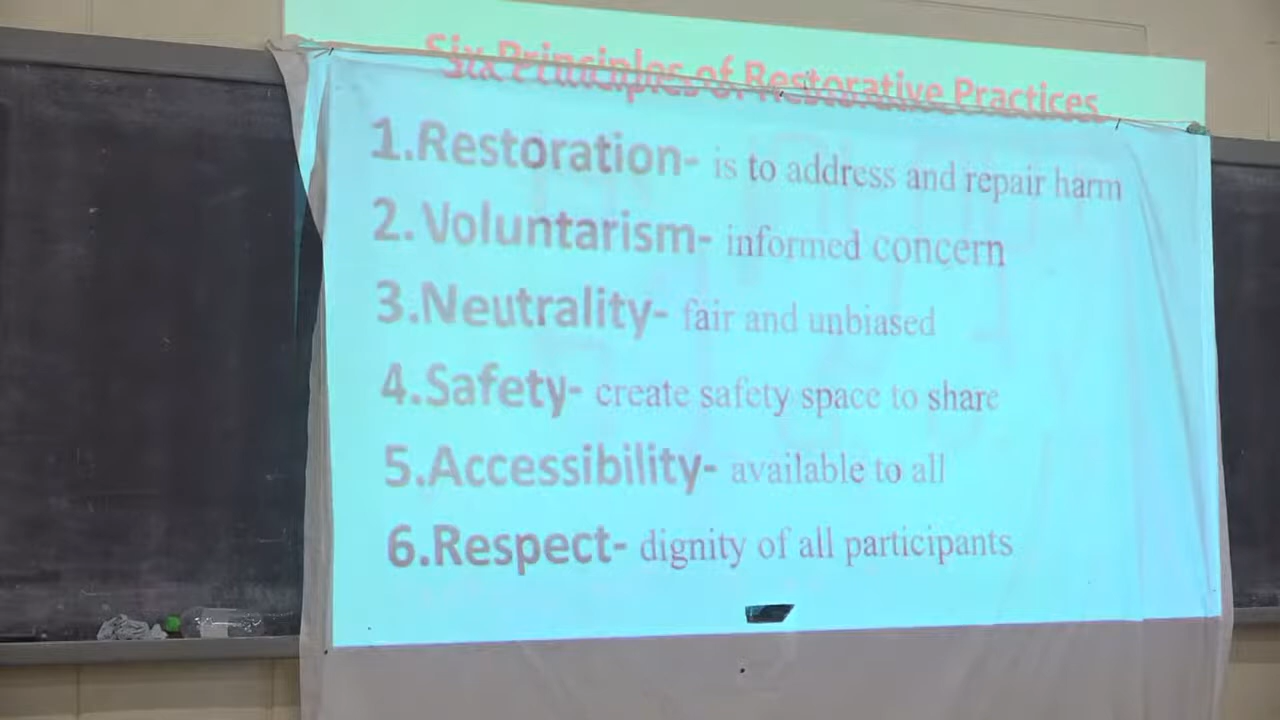 Six Principles of Restorative Practices
1.Restoration- is to address and repair harm
2. Voluntarism- informed concern
3.Neutrality- fair and unbiased
4.Safety- create safety space to share
5.Accessibility- available to all
6.Respect- dignity of all participants